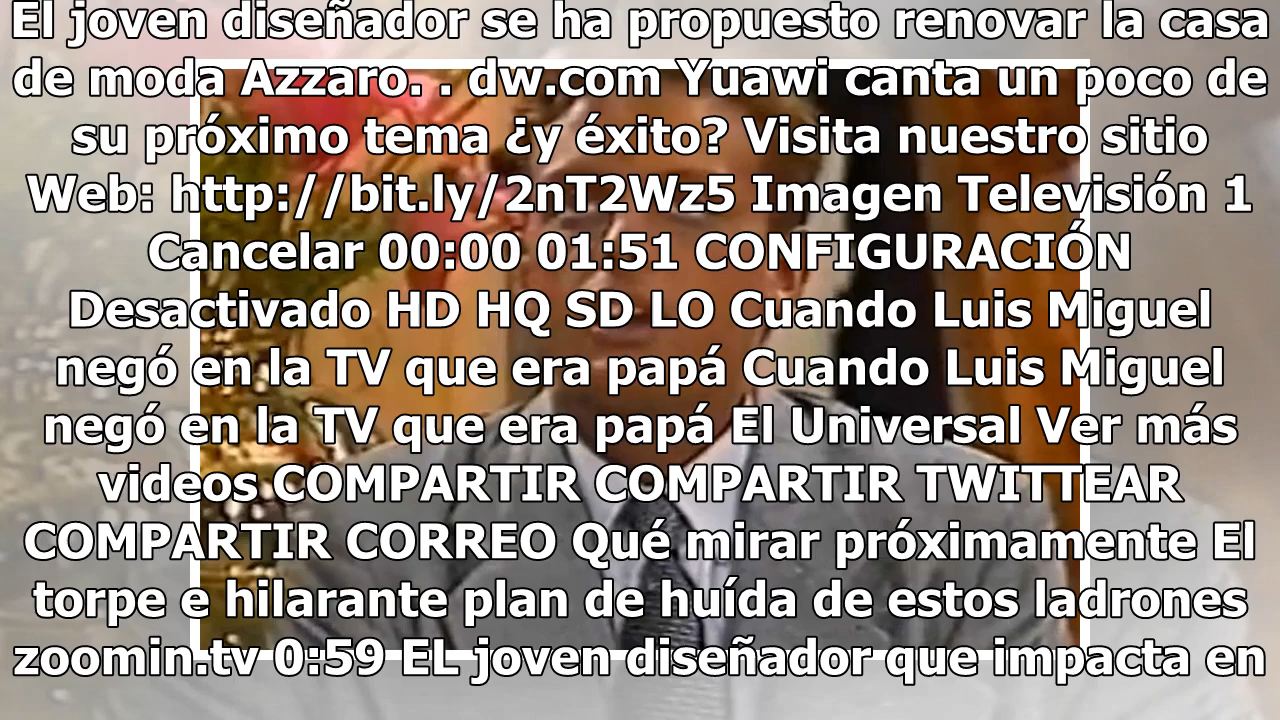 El joven diseñador se ha propuesto renovar la casa
de moda Azzaro. . dw.com Yuawi canta un poco de
su próximo tema ¿y éxito? Visita nuestro sitio
Web: http://bit.ly/2nT2Wz5 Imagen Televisión 1
Cancelar 00:00 01:51 CONFIGURACIÓN
Desactivado HD HQ SD LO Cuando Luis Miguel
negó en la TV que era papá Cuando Luis Miguel
negó en la TV que era papá El Universal Ver más
videos COMPARTIR COMPARTIR TWITTEAR
COMPARTIR CORREO Qué mirar próximamente El
torpe e hilarante plan de huída de estos ladrones
zoomin.tv 0:59 EL joven diseñador que impacta en